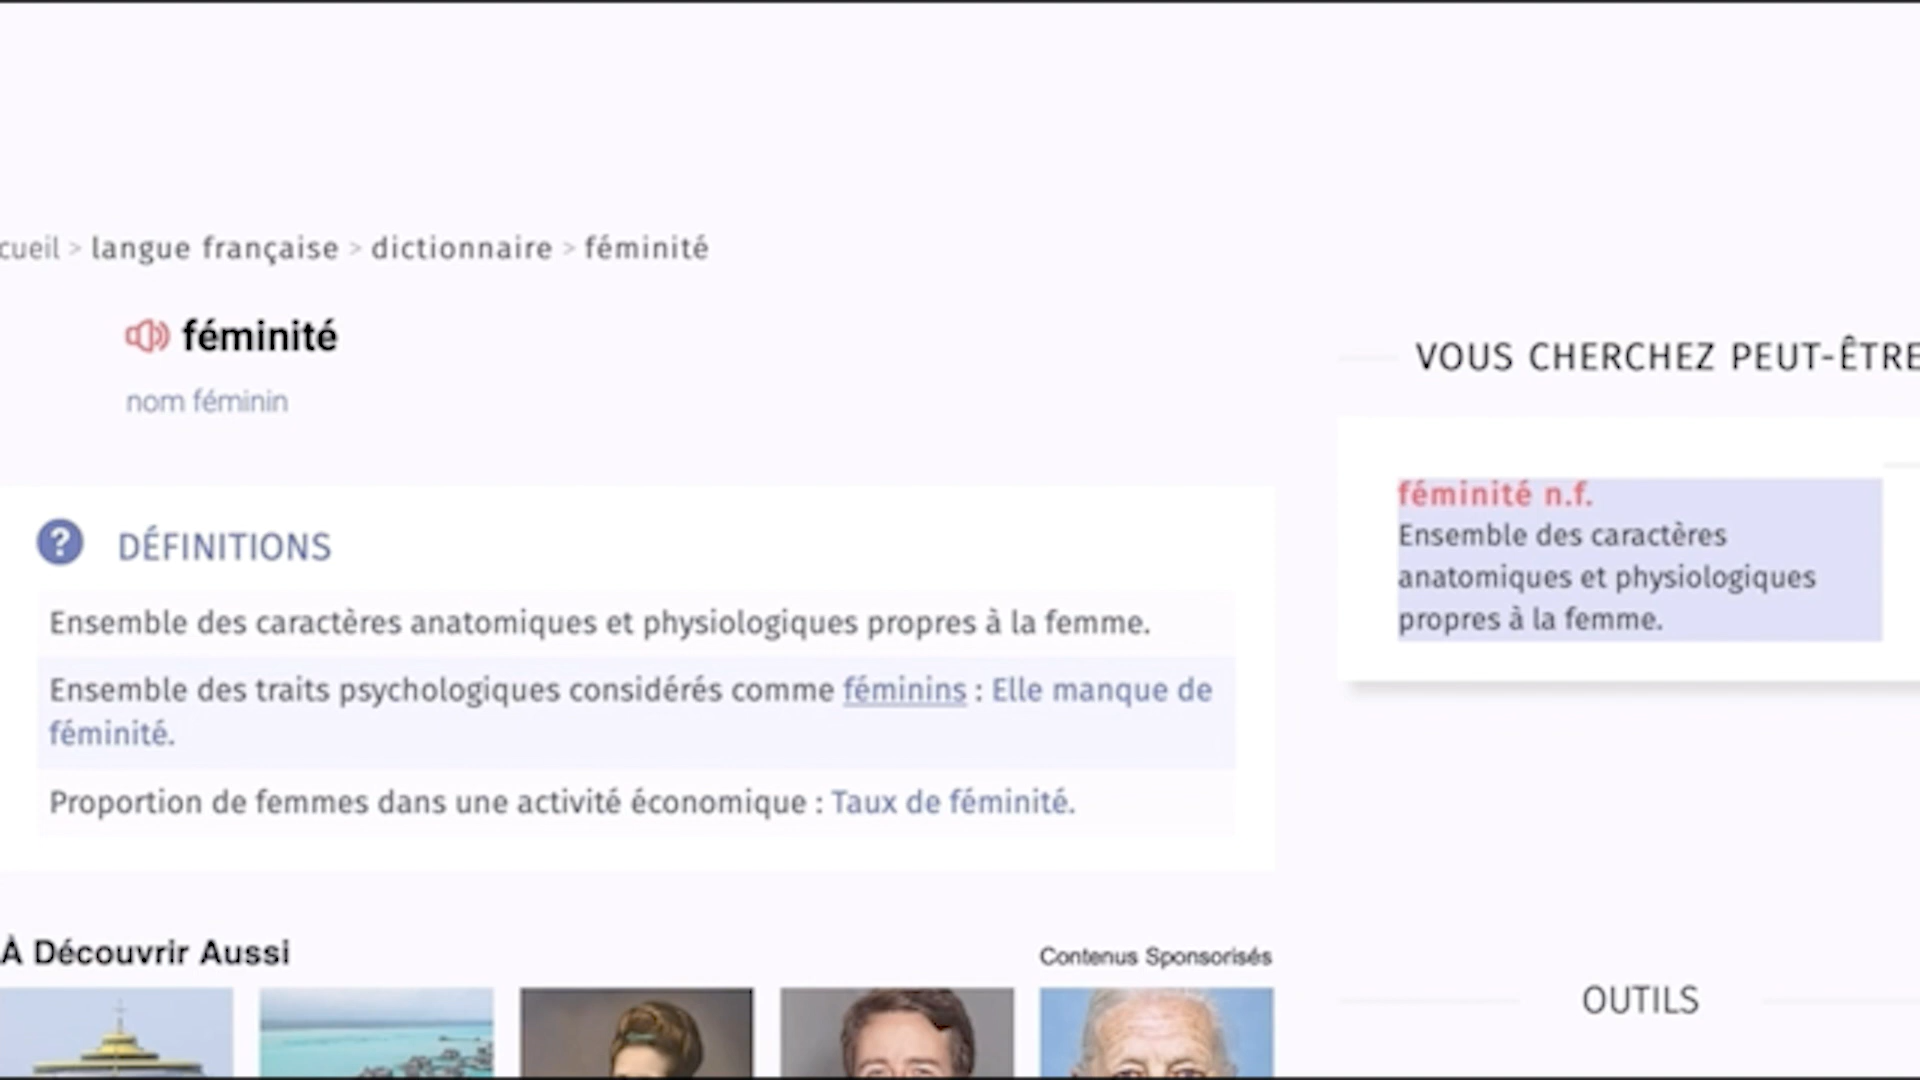 cueil > langue française > dictionnaire > féminité
féminité
nom féminin
? DÉFINITIONS
Ensemble des caractères anatomiques et physiologiques propres à la femme.
Ensemble des traits psychologiques considérés comme féminins : Elle manque de
féminité.
Proportion de femmes dans une activité économique : Taux de féminité.
À Découvrir Aussi
Contenus Sponsorisés
VOUS CHERCHEZ PEUT-ÊTRE
féminité n.f.
Ensemble des caractères
anatomiques et physiologiques
propres à la femme.
OUTILS